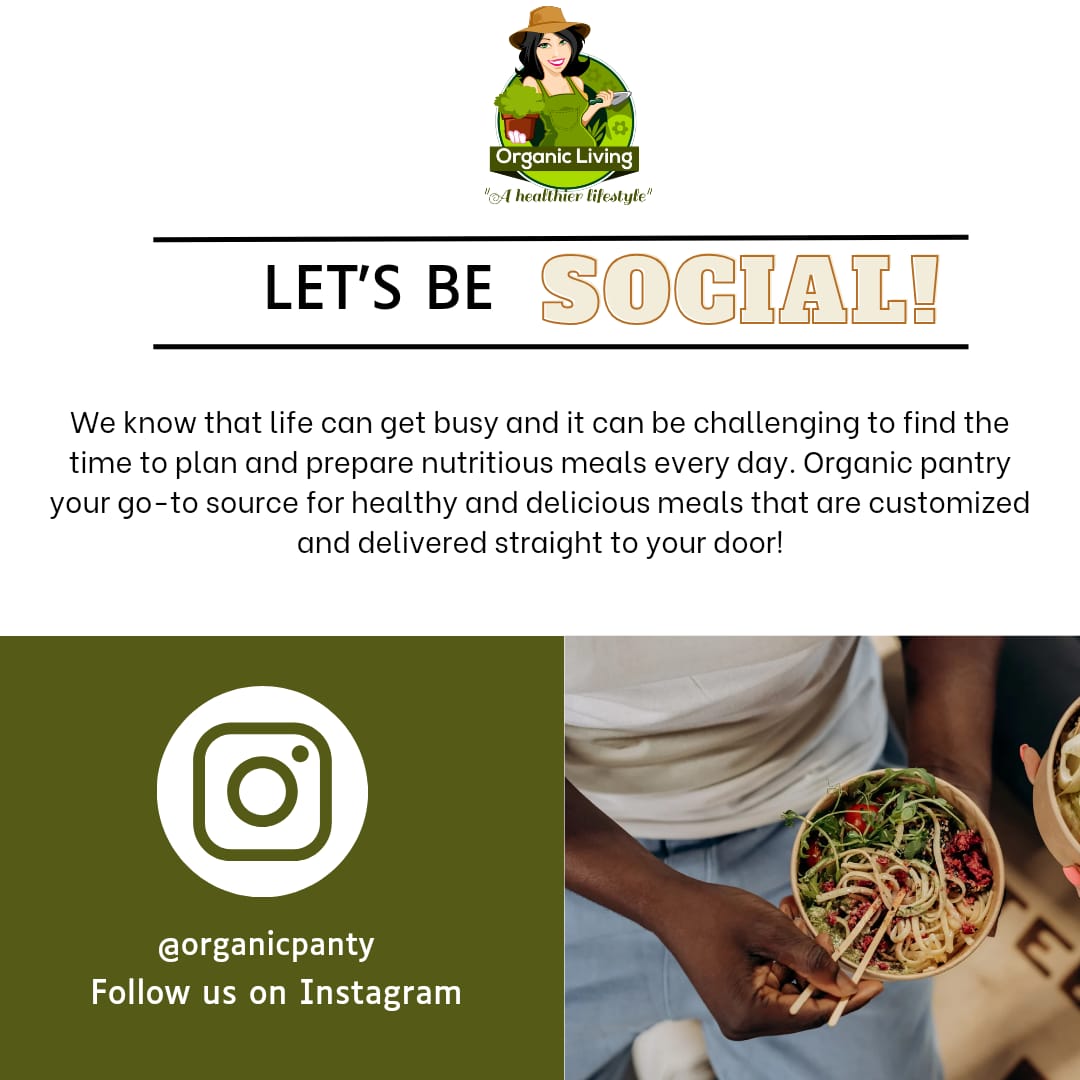 Organic Living
"A healthier lifestyle"
LET'S BE SOCIAL!
We know that life can get busy and it can be challenging to find the
time to plan and prepare nutritious meals every day. Organic pantry
your go-to source for healthy and delicious meals that are customized
and delivered straight to your door!
@organicpanty
Follow us on Instagram